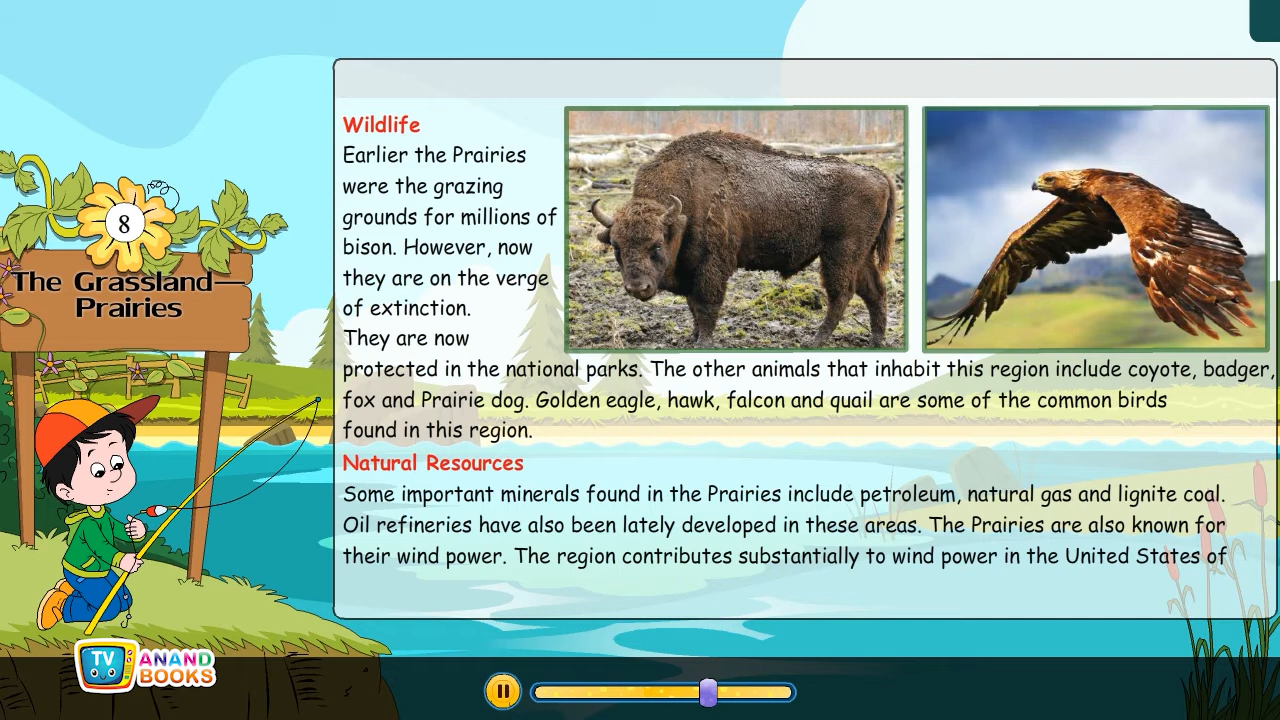 8
The Grassland—
Prairies
Wildlife
Earlier the Prairies
were the grazing
grounds for millions of
bison. However, now
they are on the verge
of extinction.
They are now
protected in the national parks. The other animals that inhabit this region include coyote, badger,
fox and Prairie dog. Golden eagle, hawk, falcon and quail are some of the common birds
found in this region.
Natural Resources
Some important minerals found in the Prairies include petroleum, natural gas and lignite coal.
Oil refineries have also been lately developed in these areas. The Prairies are also known for
their wind power. The region contributes substantially to wind power in the United States of
TV
ANAND
BOOKS